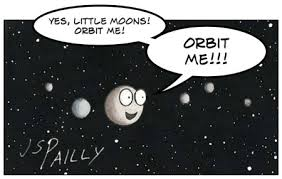 YES, LITTLE MOONS!
ORBIT ME!
ORBIT
ME!!!
JSPAILLY